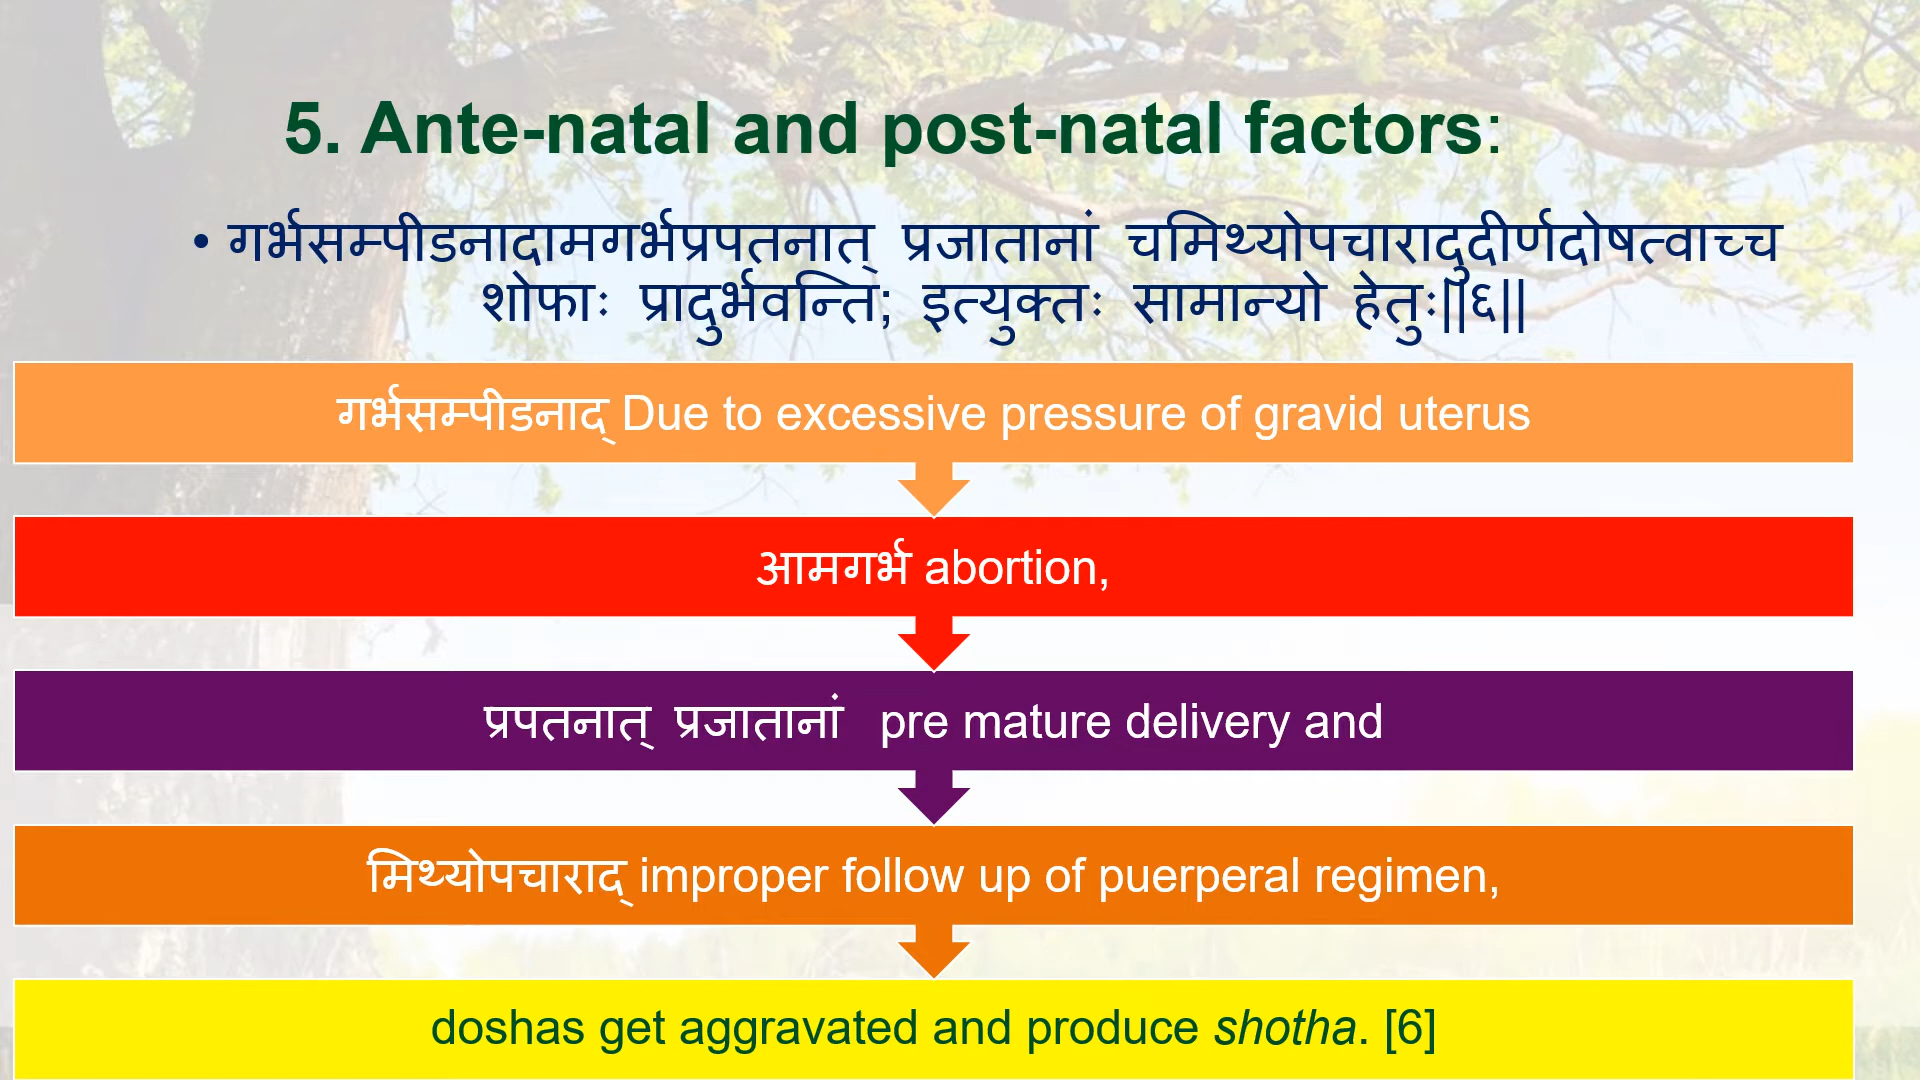 5. Ante-natal and post-natal factors:
• गर्भसम्पीडनादामगर्भप्रपतनात् प्रजातानां चमिथ्योपचारादुदीर्णदोषत्वाच्च
शोफाः प्रादुर्भवन्ति; इत्युक्तः सामान्यो हेतुः||६||
गर्भसम्पीडनाद् Due to excessive pressure of gravid uterus
आमगर्भ abortion,
प्रपतनात् प्रजातानां pre mature delivery and
मिथ्योपचाराद् improper follow up of puerperal regimen,
doshas get aggravated and produce shotha. [6]